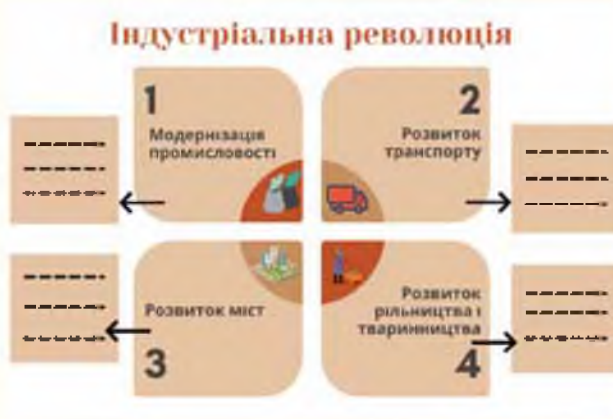 Індустріальна революція
1
Модернізація
промисловості
2
Розвиток
транспорту
Розвиток міст
3
Розвиток
рільництва і
тваринництва
4